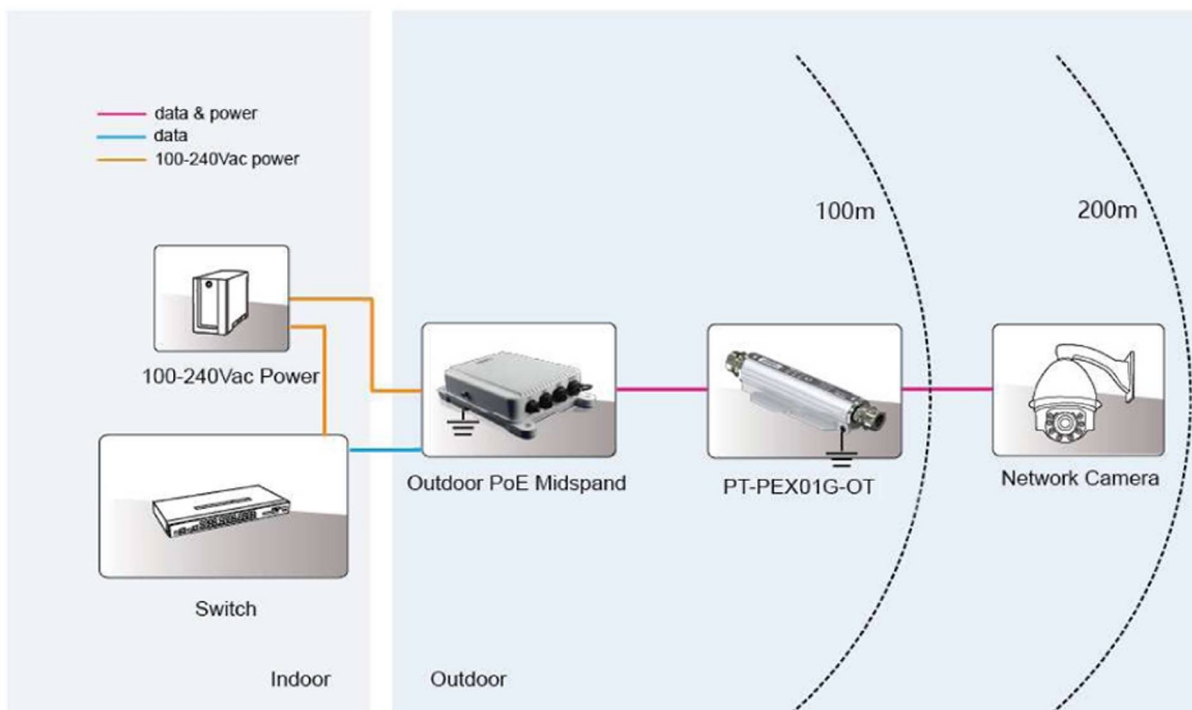 data & power
data
100-240Vac power
100m
200m
100-240Vac Power
Outdoor PoE Midspand
PT-PEX01G-OT
Network Camera
Switch
Indoor
Outdoor